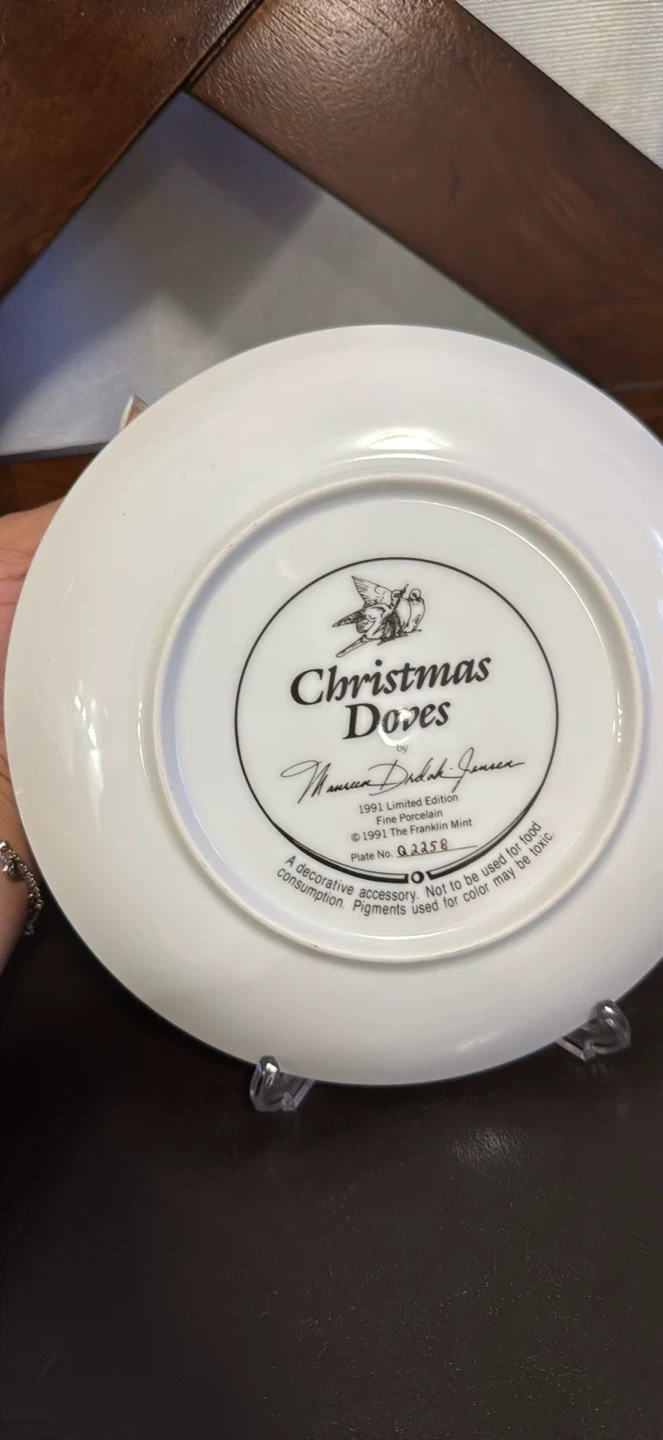 Christmas
Doves
by
Maureen Drdak-Jensen
1991 Limited Edition
Fine Porcelain
© 1991 The Franklin Mint
Plate No. Q2258
A decorative accessory. Not to be used for food
consumption. Pigments used for color may be toxic.